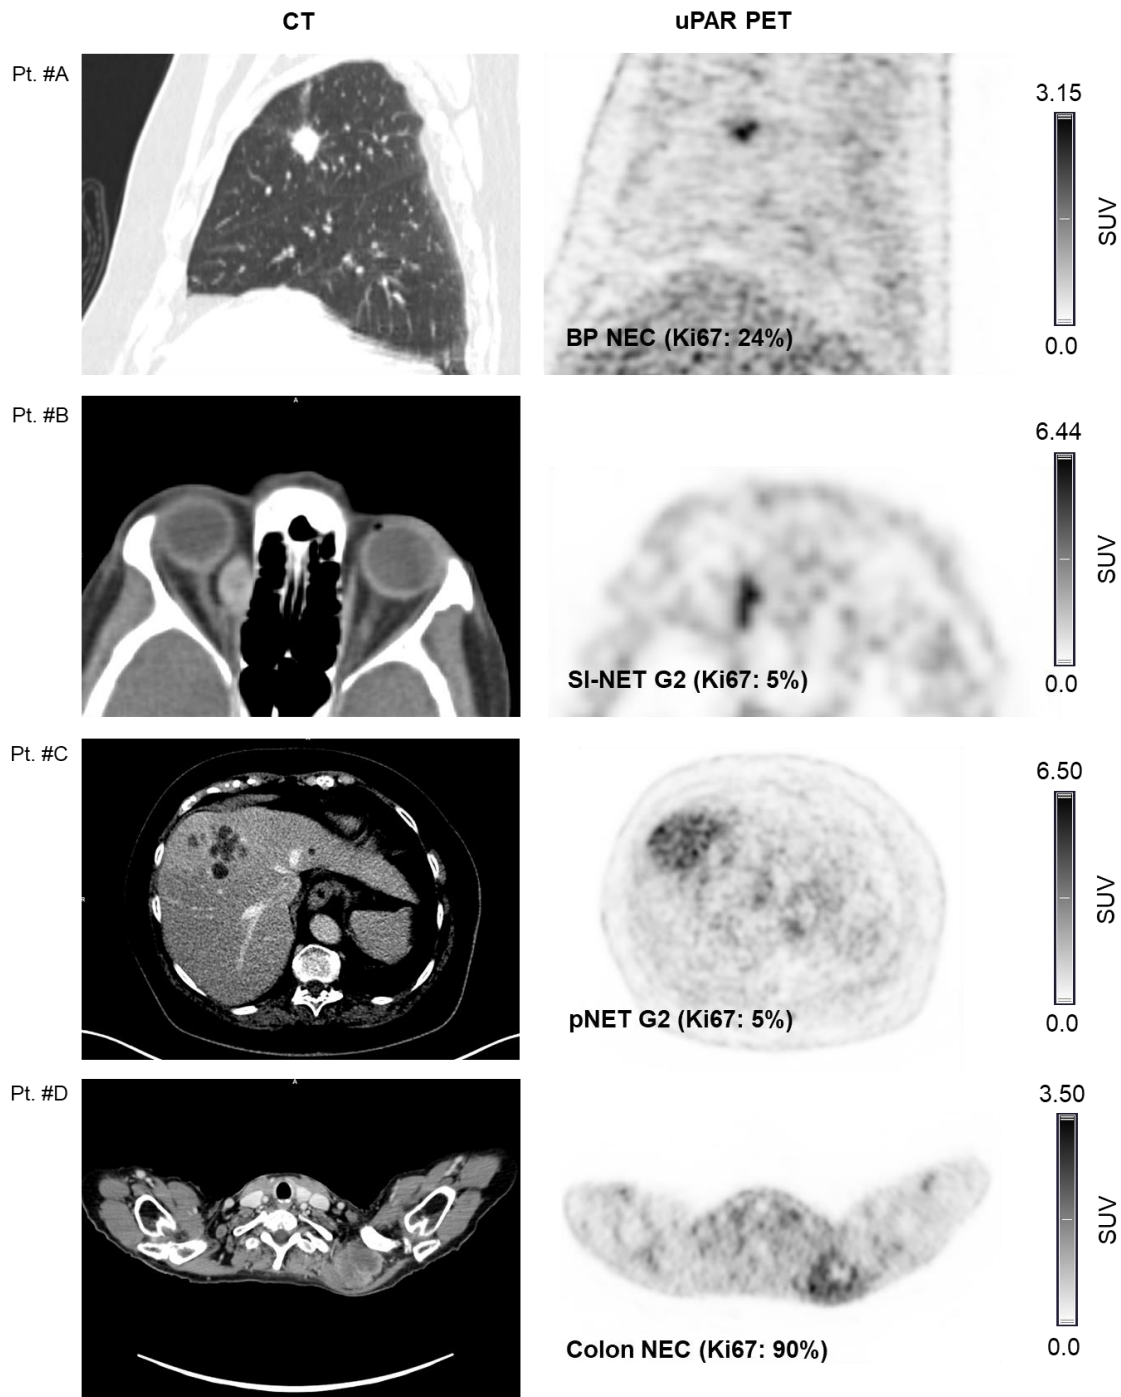 CT
uPAR PET
Pt. #A
3.15
SUV
0.0
BP NEC (Ki67: 24%)
Pt. #B
A
6.44
SUV
0.0
SI-NET G2 (Ki67: 5%)
Pt. #C
R
6.50
SUV
0.0
pNET G2 (Ki67: 5%)
Pt. #D
A
3.50
SUV
0.0
Colon NEC (Ki67: 90%)